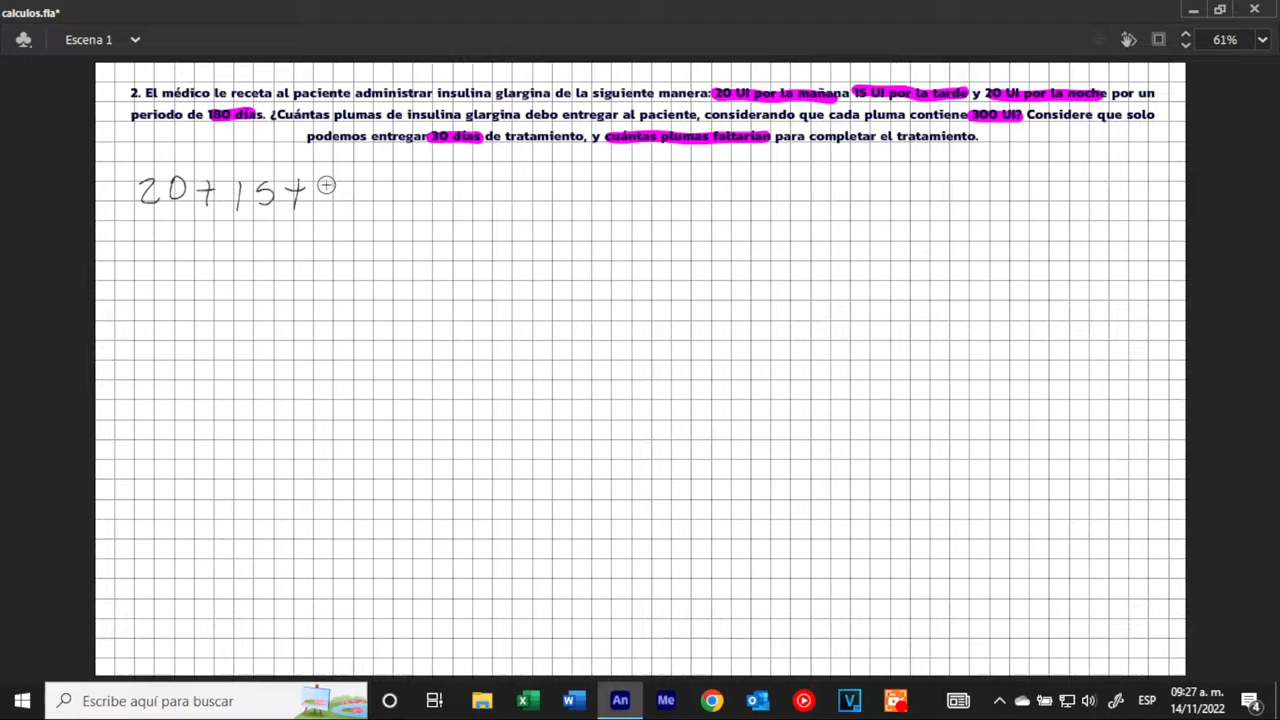 calculos.fla*
Escena 1
61%
2. El médico le receta al paciente administrar insulina glargina de la siguiente manera: 20 UI por la mañana 15 UI por la tarde y 20 UI por la noche por un
periodo de 180 días. ¿Cuántas plumas de insulina glargina debo entregar al paciente, considerando que cada pluma contiene 300 UI? Considere que solo
podemos entregar 30 días de tratamiento, y cuántas plumas faltarían para completar el tratamiento.
20 + 15 +
Escribe aquí para buscar
An
Me
ESP
09:27 a. m.
14/11/2022
4